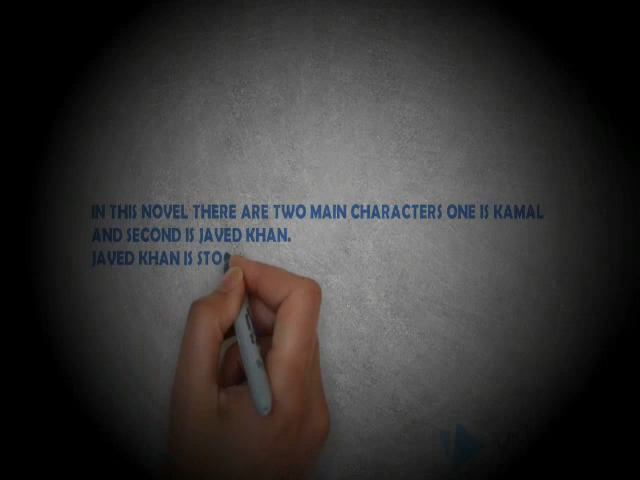 IN THIS NOVEL THERE ARE TWO MAIN CHARACTERS ONE IS KAMAL
AND SECOND IS JAVED KHAN.
JAVED KHAN IS STO